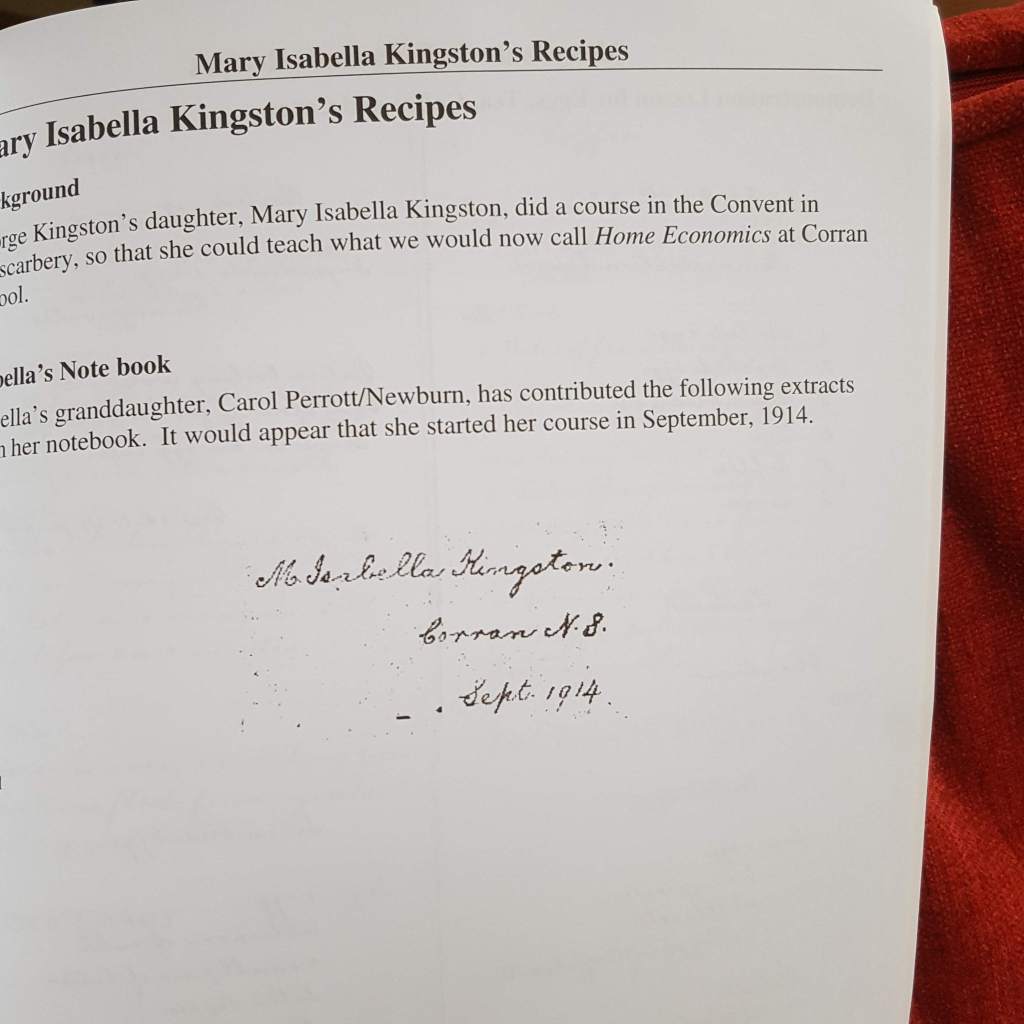 Mary Isabella Kingston's Recipes
ary Isabella Kingston's Recipes
kground
rge Kingston's daughter, Mary Isabella Kingston, did a course in the Convent in
scarbery, so that she could teach what we would now call Home Economics at Corran
ool.
bella's Note book
ella's granddaughter, Carol Perrott/Newburn, has contributed the following extracts
her notebook. It would appear that she started her course in September, 1914.
M. Isabella Kingston.
Corran N.S.
Sept. 1914.